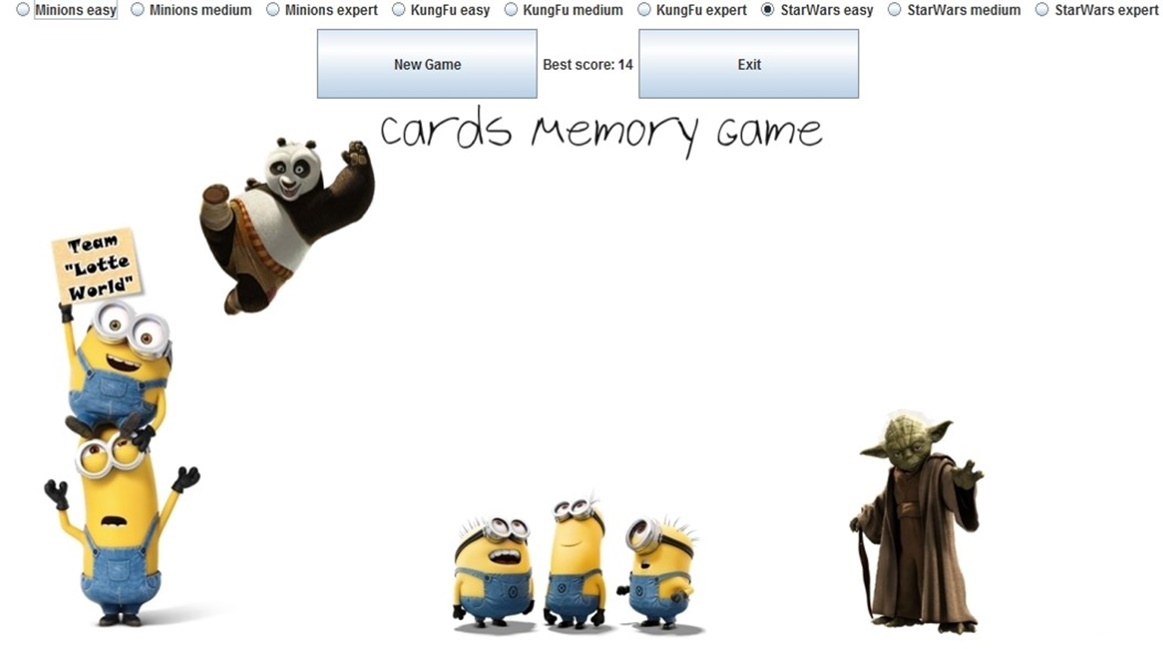 Minions easy Minions medium Minions expert KungFu easy KungFu medium KungFu expert StarWars easy StarWars medium StarWars expert
New Game Best score: 14 Exit
Cards Memory Game
Team
"Lotte
World"